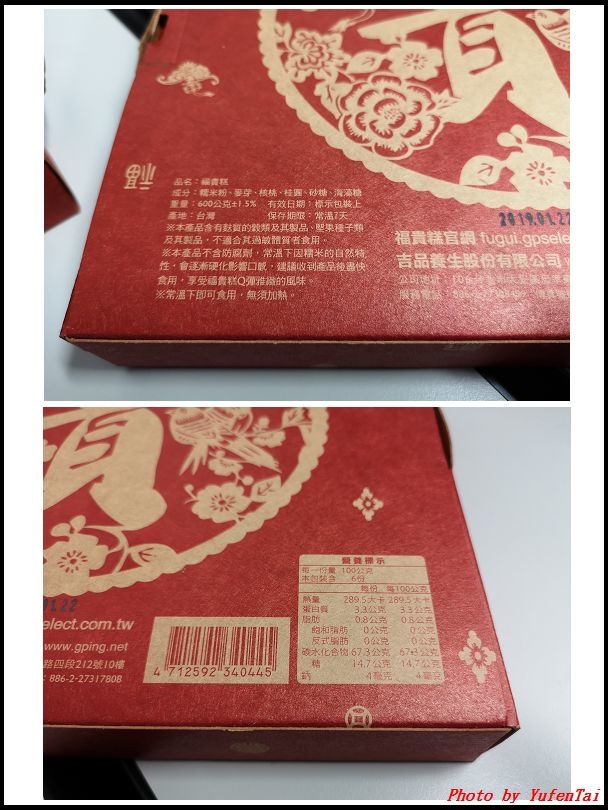 品名：福貴糕
成分：糯米粉、麥芽、核桃、桂圓、砂糖、海藻糖
重量：600公克±1.5%　有效日期：標示包裝上
產地：台灣　保存期限：常溫7天
※本產品含有麩質的穀類及其製品、堅果種子類
及其製品，不適合其過敏體質者食用。
※本產品不含防腐劑，常溫下因糯米的自然特
性，會逐漸硬化影響口感，建議收到產品後盡快
食用，享受福貴糕Q彈雅緻的風味。
※常溫下即可食用，無須加熱。
2019.01.22
福貴糕官網 fugui.gpsele
吉品養生股份有限公司
公司地址
服務電話
01.22
elect.com.tw
www.gping.net
路四段212號10樓
: 886-2-27317808
4 712592 340445
營養標示
每一份量 100公克
本包裝含 6份
每份 每100公克
熱量 289.5大卡 289.5大卡
蛋白質 3.3公克 3.3公克
脂肪 0.8公克 0.8公克
飽和脂肪 0公克 0公克
反式脂肪 0公克 0公克
碳水化合物 67.3公克 67.3公克
糖 14.7公克 14.7公克
鈉 4毫克 4毫克
Photo by YufenTai